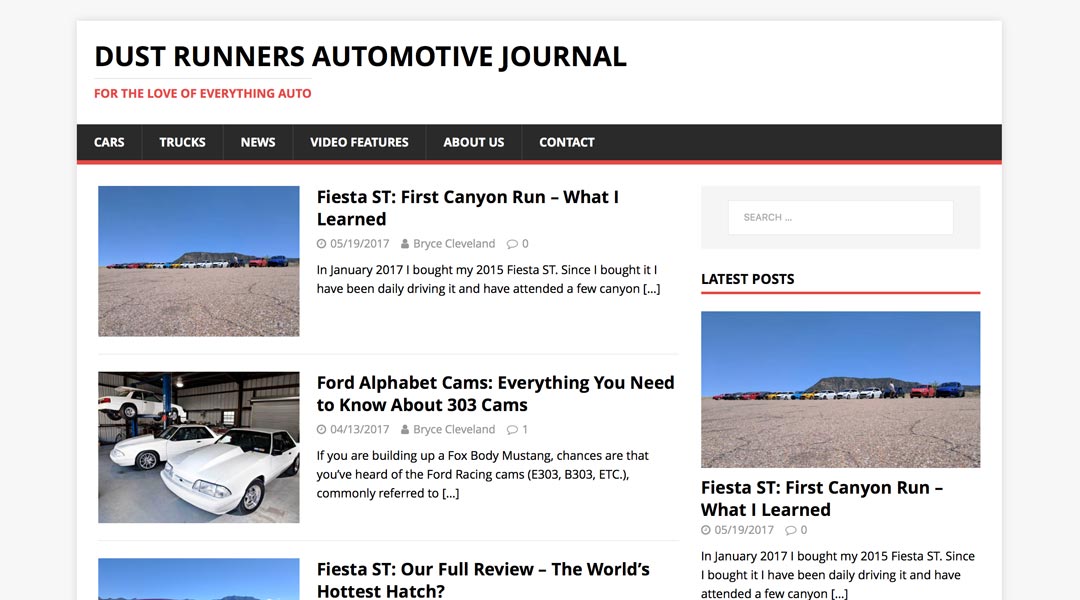 DUST RUNNERS AUTOMOTIVE JOURNAL
FOR THE LOVE OF EVERYTHING AUTO
CARS TRUCKS NEWS VIDEO FEATURES ABOUT US CONTACT
Fiesta ST: First Canyon Run – What I
Learned
05/19/2017 Bryce Cleveland 0
In January 2017 I bought my 2015 Fiesta ST. Since I bought it I
have been daily driving it and have attended a few canyon [...]
Ford Alphabet Cams: Everything You Need
to Know About 303 Cams
04/13/2017 Bryce Cleveland 1
If you are building up a Fox Body Mustang, chances are that
you’ve heard of the Ford Racing cams (E303, B303, ETC.),
commonly referred to [...]
Fiesta ST: Our Full Review – The World’s
Hottest Hatch?
SEARCH ...
LATEST POSTS
Fiesta ST: First Canyon Run –
What I Learned
05/19/2017 0
In January 2017 I bought my 2015 Fiesta ST. Since
I bought it I have been daily driving it and have
attended a few canyon [...]